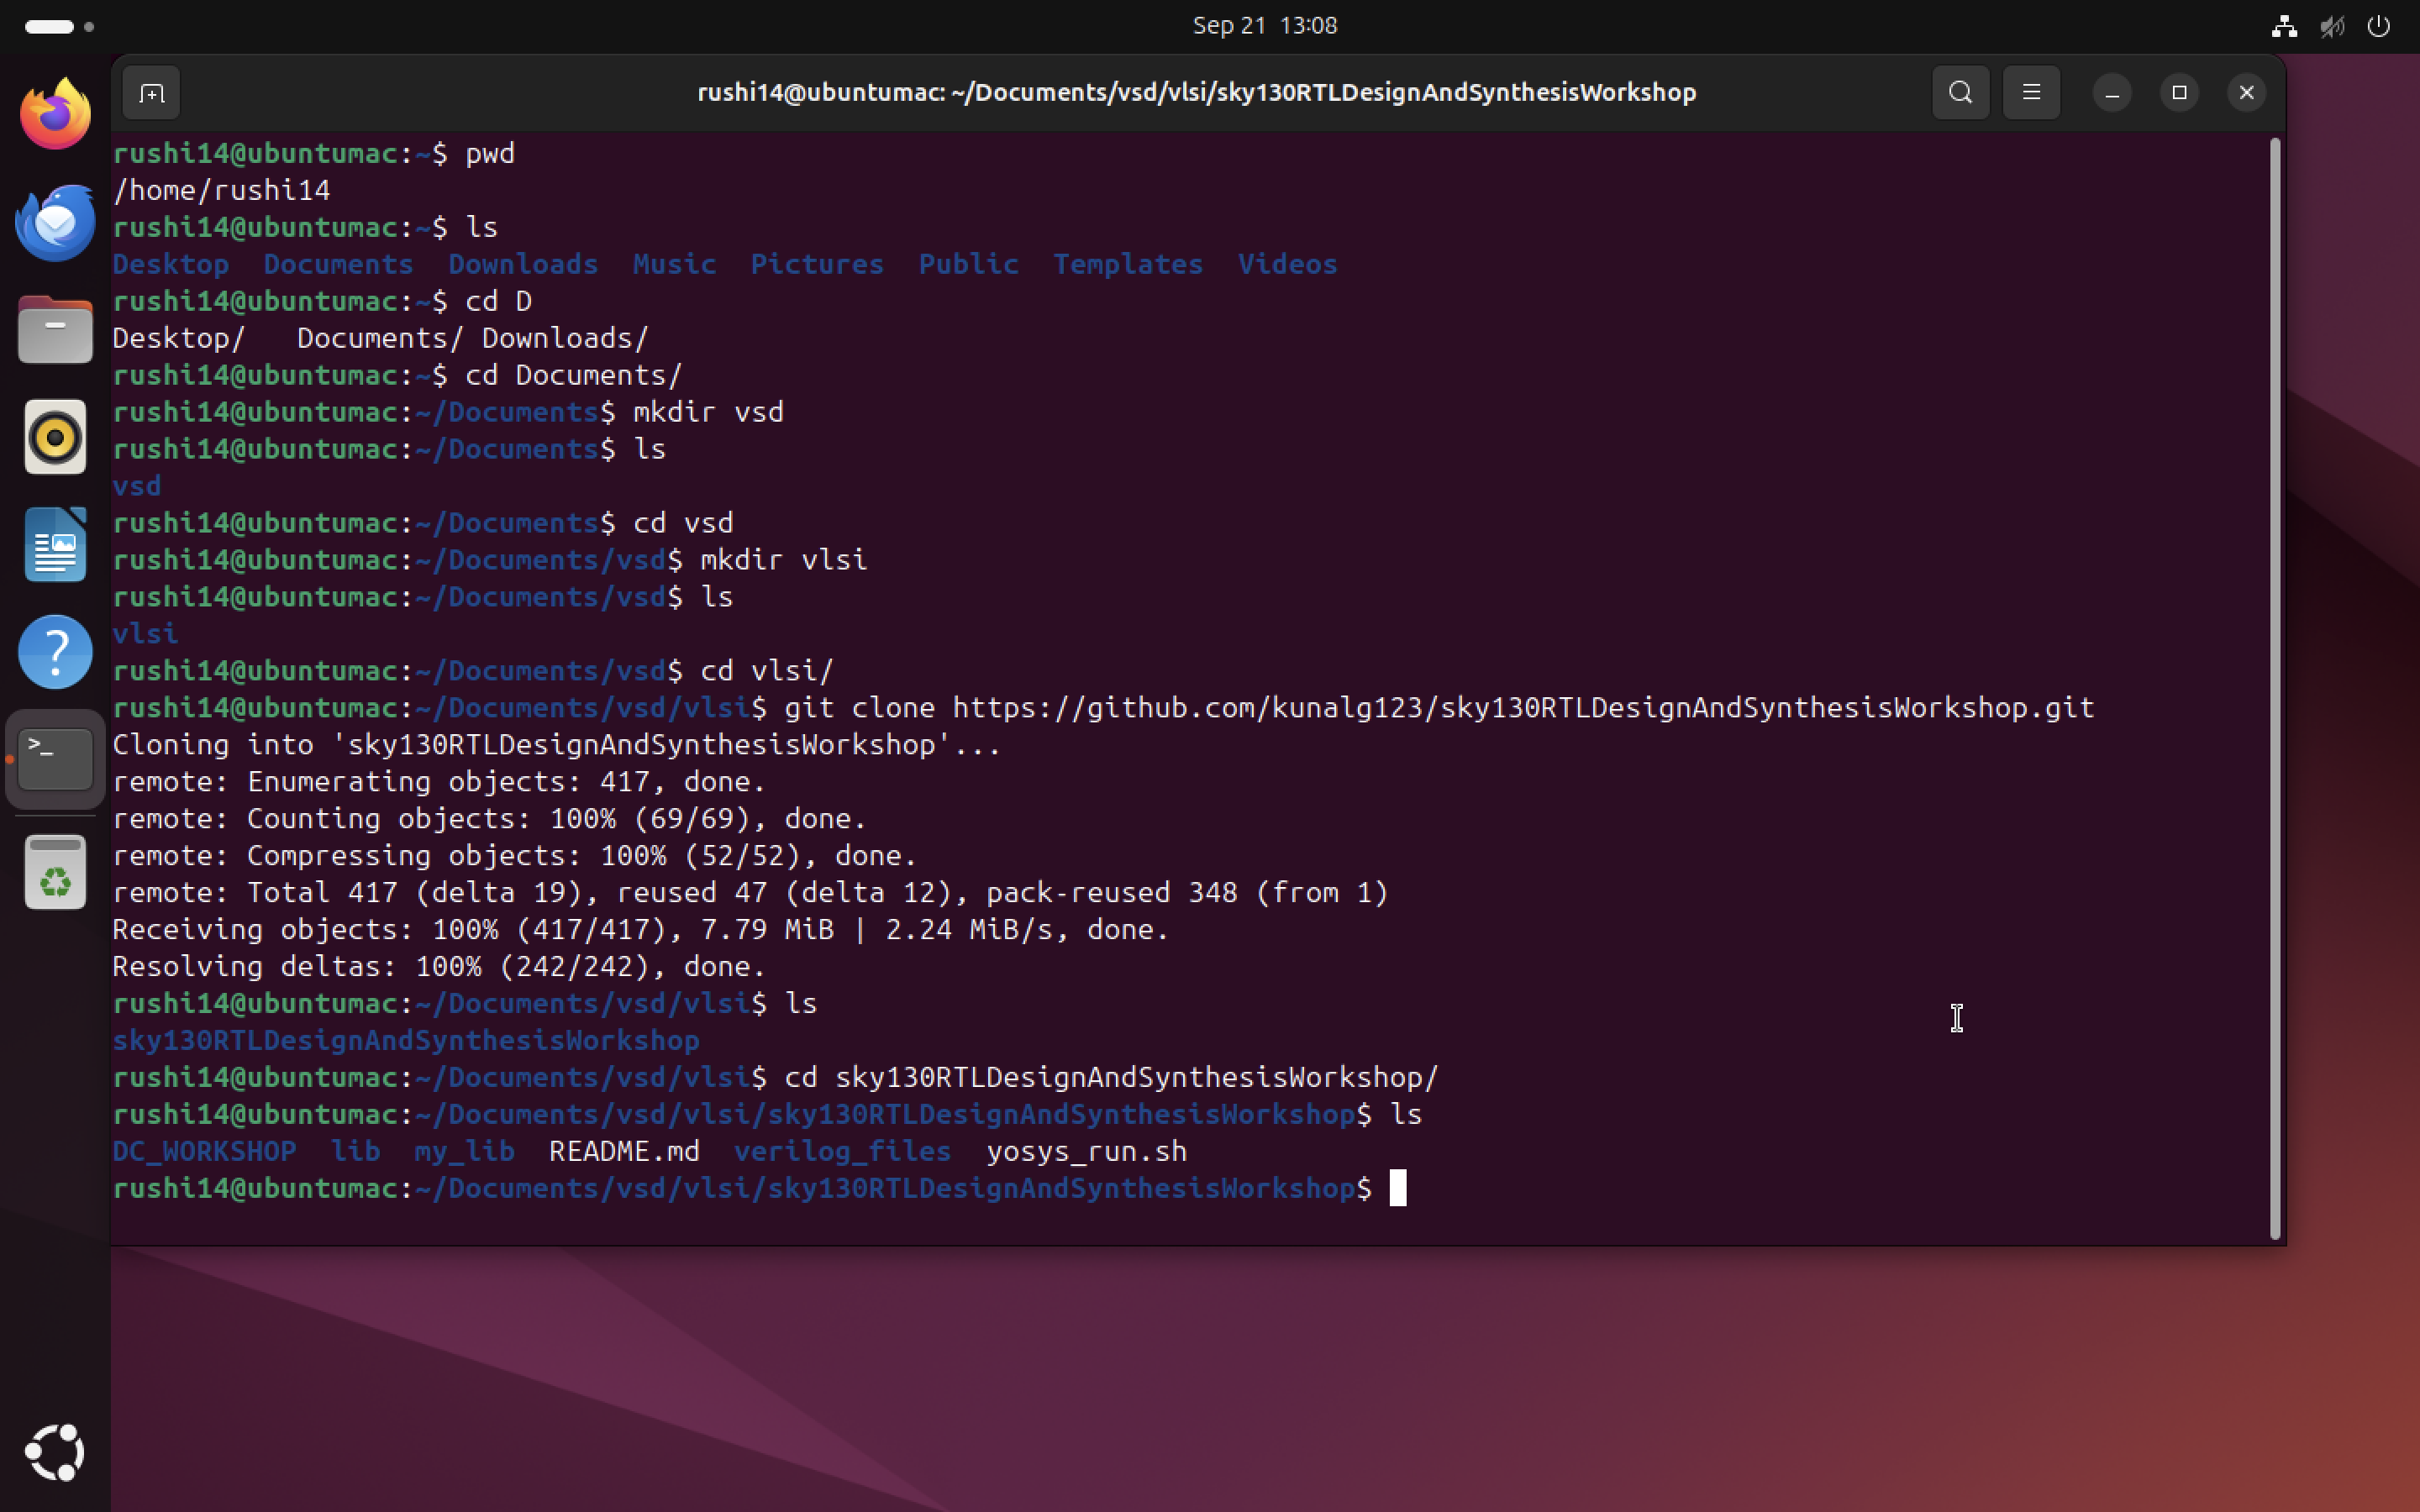 Sep 21  13:08
rushi14@ubuntumac: ~/Documents/vsd/vlsi/sky130RTLDesignAndSynthesisWorkshop
rushi14@ubuntumac:~$ pwd
/home/rushi14
rushi14@ubuntumac:~$ ls
Desktop  Documents  Downloads  Music  Pictures  Public  Templates  Videos
rushi14@ubuntumac:~$ cd D
Desktop/   Documents/ Downloads/
rushi14@ubuntumac:~$ cd Documents/
rushi14@ubuntumac:~/Documents$ mkdir vsd
rushi14@ubuntumac:~/Documents$ ls
vsd
rushi14@ubuntumac:~/Documents$ cd vsd
rushi14@ubuntumac:~/Documents/vsd$ mkdir vlsi
rushi14@ubuntumac:~/Documents/vsd$ ls
vlsi
rushi14@ubuntumac:~/Documents/vsd$ cd vlsi/
rushi14@ubuntumac:~/Documents/vsd/vlsi$ git clone https://github.com/kunalg123/sky130RTLDesignAndSynthesisWorkshop.git
Cloning into 'sky130RTLDesignAndSynthesisWorkshop'...
remote: Enumerating objects: 417, done.
remote: Counting objects: 100% (69/69), done.
remote: Compressing objects: 100% (52/52), done.
remote: Total 417 (delta 19), reused 47 (delta 12), pack-reused 348 (from 1)
Receiving objects: 100% (417/417), 7.79 MiB | 2.24 MiB/s, done.
Resolving deltas: 100% (242/242), done.
rushi14@ubuntumac:~/Documents/vsd/vlsi$ ls
sky130RTLDesignAndSynthesisWorkshop
rushi14@ubuntumac:~/Documents/vsd/vlsi$ cd sky130RTLDesignAndSynthesisWorkshop/
rushi14@ubuntumac:~/Documents/vsd/vlsi/sky130RTLDesignAndSynthesisWorkshop$ ls
DC_WORKSHOP  lib  my_lib  README.md  verilog_files  yosys_run.sh
rushi14@ubuntumac:~/Documents/vsd/vlsi/sky130RTLDesignAndSynthesisWorkshop$